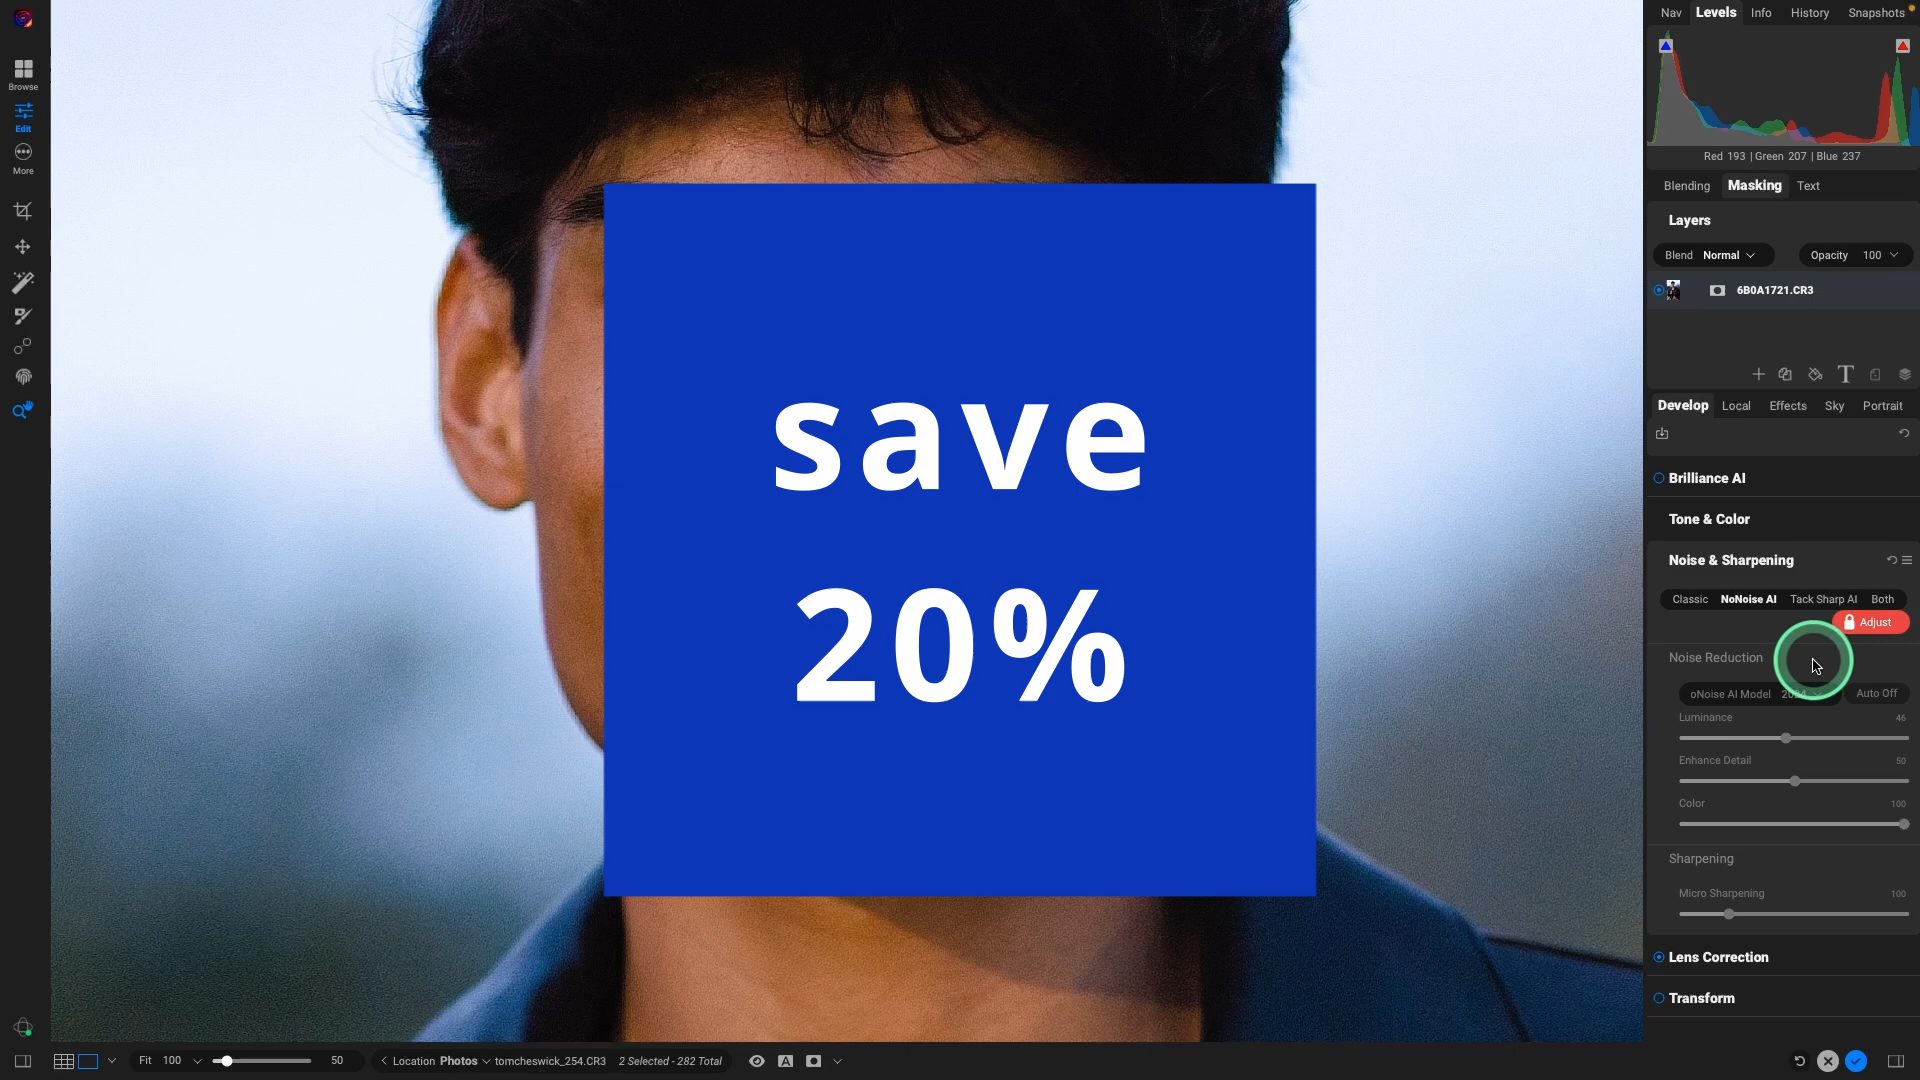 Nav Levels Info History Snapshots
Red 193 | Green 207 | Blue 237
Blending Masking Text
Layers
Blend Normal Opacity 100
6B0A1721.CR3
T
Develop Local Effects Sky Portrait
Brilliance AI
Tone & Color
Noise & Sharpening
Classic NoNoise AI Tack Sharp AI Both
Adjust
Noise Reduction
oNoise AI Model Auto Off
Luminance 46
Enhance Detail 50
Color 100
Sharpening
Micro Sharpening 100
Lens Correction
Transform
Browse
Edit
More
save
20%
Fit 100 50 Location Photos tomcheswick_254.CR3 2 Selected - 282 Total A